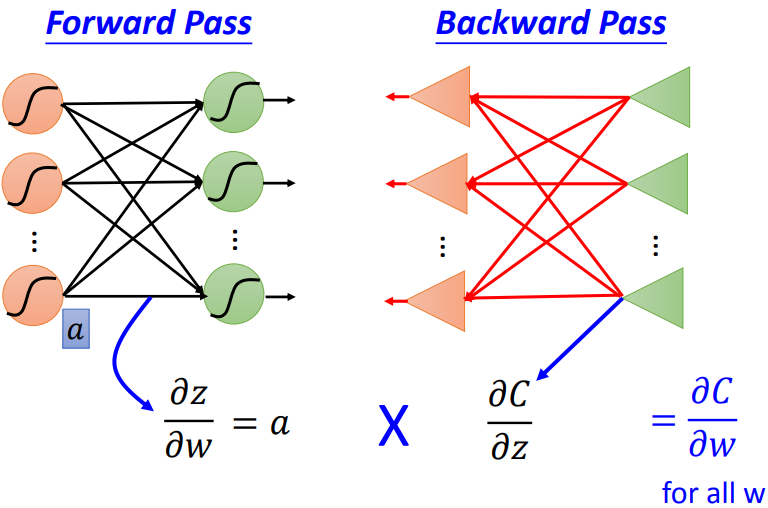 Forward Pass
Backward Pass
⋮ ⋮ ⋮ ⋮
a
∂z/∂w = a X ∂C/∂z = ∂C/∂w
for all w